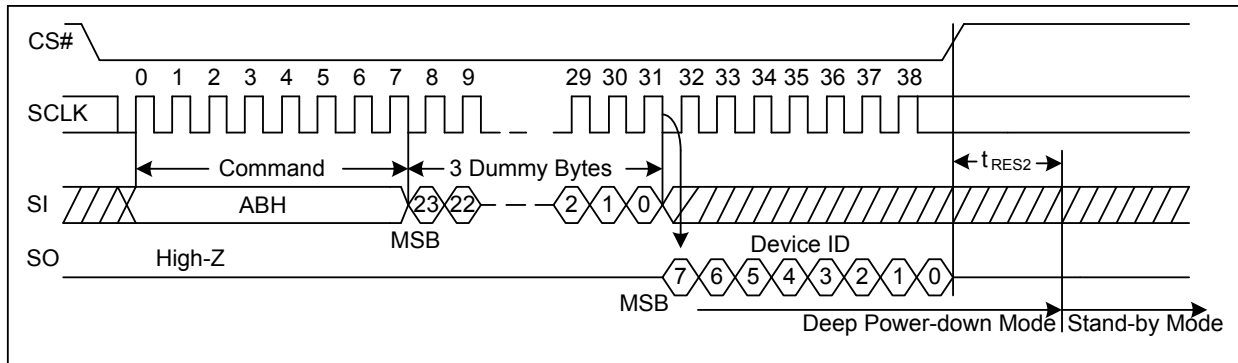 CS#
0 1 2 3 4 5 6 7 8 9 29 30 31 32 33 34 35 36 37 38
SCLK
Command 3 Dummy Bytes tRES2
SI ABH 23 22 2 1 0
MSB
SO High-Z Device ID
7 6 5 4 3 2 1 0
MSB
Deep Power-down Mode Stand-by Mode